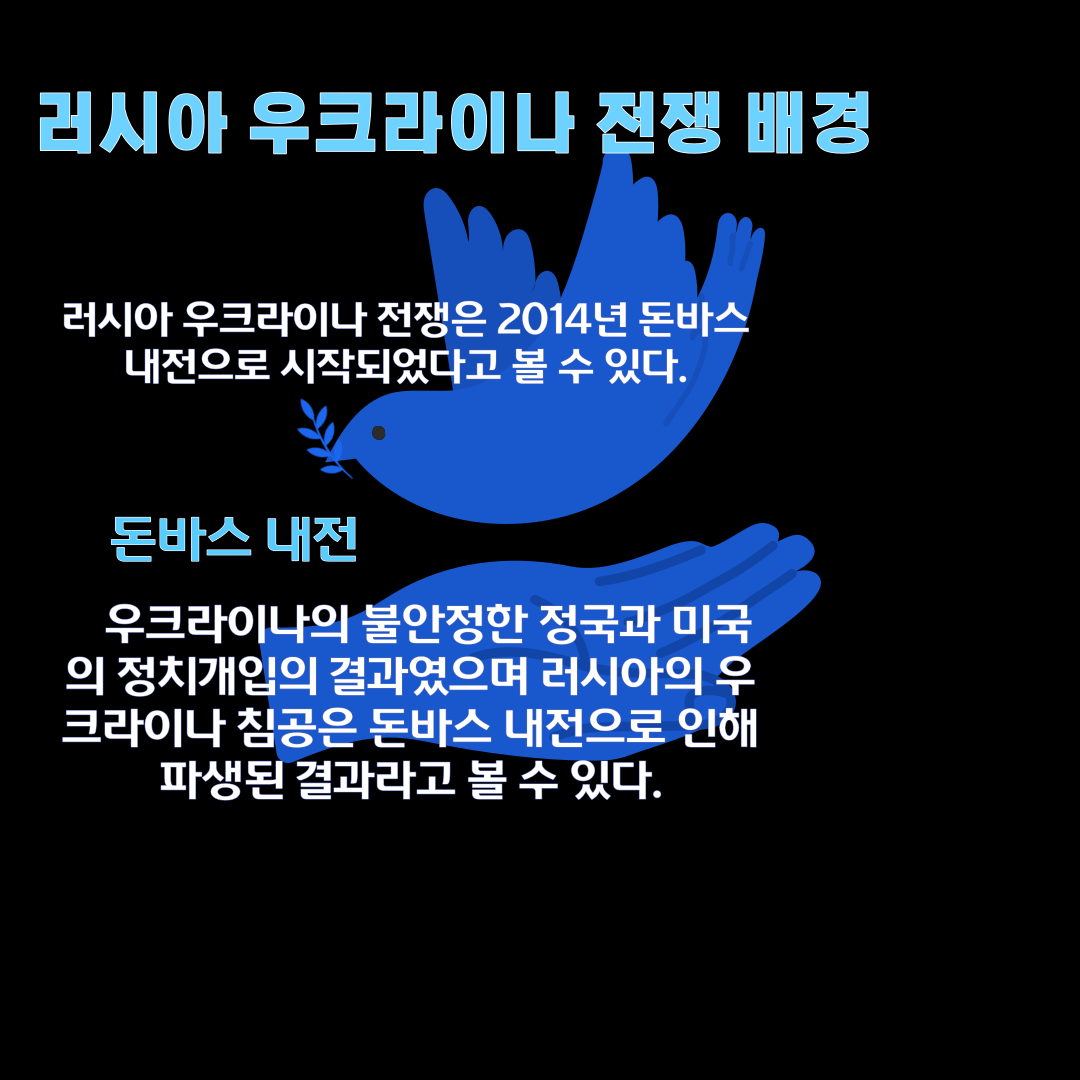 러시아 우크라이나 전쟁 배경
러시아 우크라이나 전쟁은 2014년 돈바스
내전으로 시작되었다고 볼 수 있다.
돈바스 내전
우크라이나의 불안정한 정국과 미국
의 정치개입의 결과였으며 러시아의 우
크라이나 침공은 돈바스 내전으로 인해
파생된 결과라고 볼 수 있다.